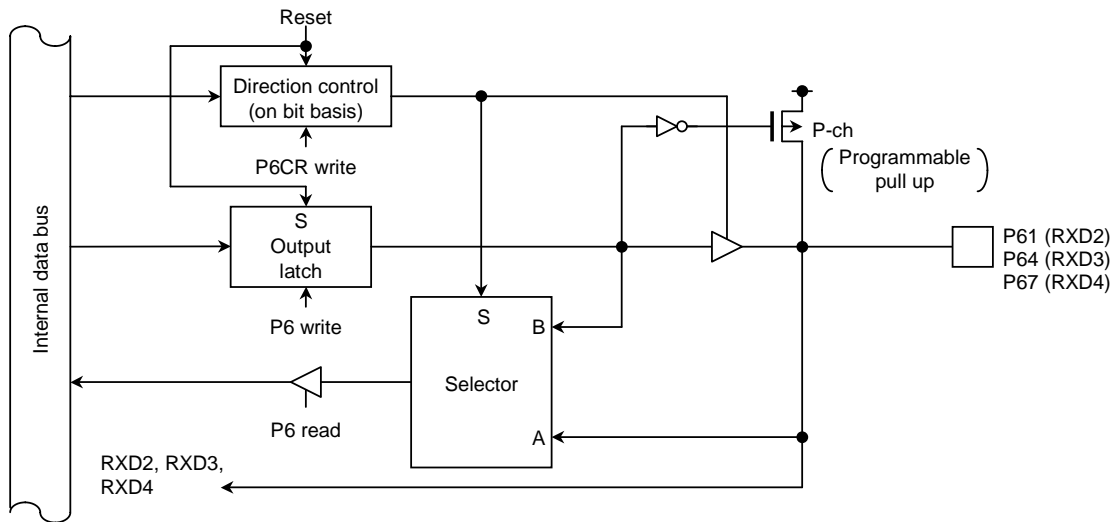 Reset
Direction control
(on bit basis)
P-ch
P6CR write
( Programmable
pull up )
S
Output
latch
Internal data bus
P61 (RXD2)
P64 (RXD3)
P67 (RXD4)
P6 write
S
B
Selector
P6 read
A
RXD2, RXD3,
RXD4